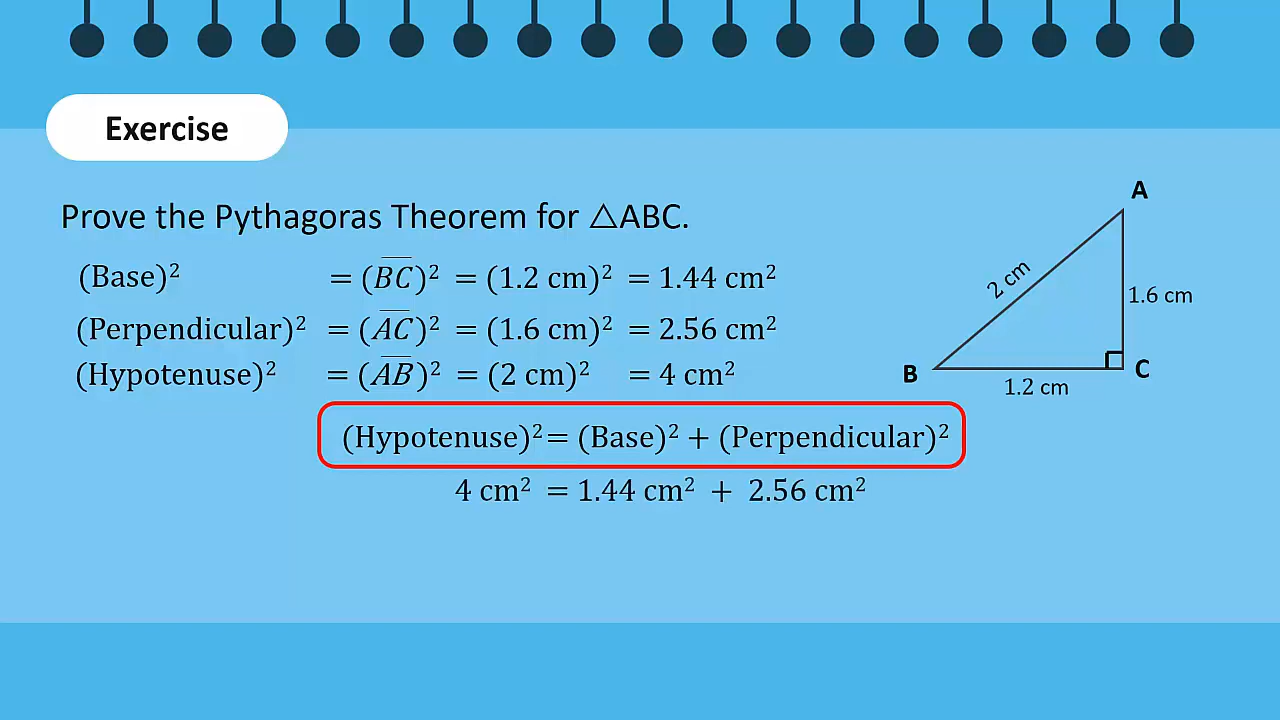 Exercise
Prove the Pythagoras Theorem for △ABC.
(Base)² = (B̅C̅)² = (1.2 cm)² = 1.44 cm²
(Perpendicular)² = (A̅C̅)² = (1.6 cm)² = 2.56 cm²
(Hypotenuse)² = (A̅B̅)² = (2 cm)² = 4 cm²
(Hypotenuse)² = (Base)² + (Perpendicular)²
4 cm² = 1.44 cm² + 2.56 cm²
A
2 cm
1.6 cm
B
C
1.2 cm